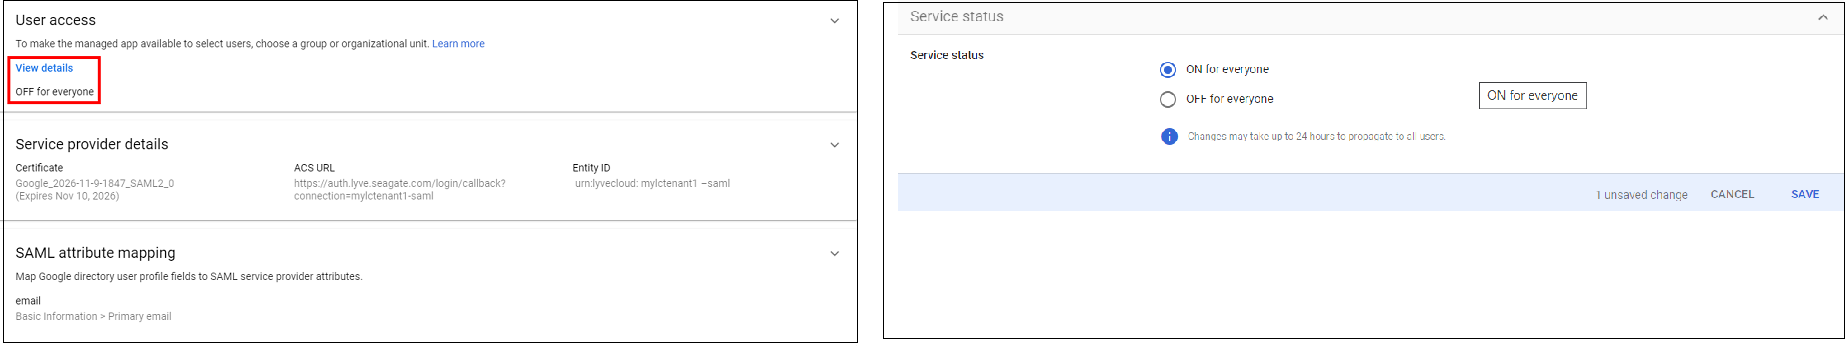 User access
To make the managed app available to select users, choose a group or organizational unit. Learn more
View details
OFF for everyone
Service provider details
Certificate
Google_2026-11-9-1847_SAML2_0
(Expires Nov 10, 2026)
ACS URL
https://auth.lyve.seagate.com/login/callback?
connection=mylctenant1-saml
Entity ID
urn:lyvecloud: mylctenant1 –saml
SAML attribute mapping
Map Google directory user profile fields to SAML service provider attributes.
email
Basic Information > Primary email
Service status
Service status
ON for everyone
OFF for everyone
Changes may take up to 24 hours to propagate to all users.
ON for everyone
1 unsaved change CANCEL SAVE